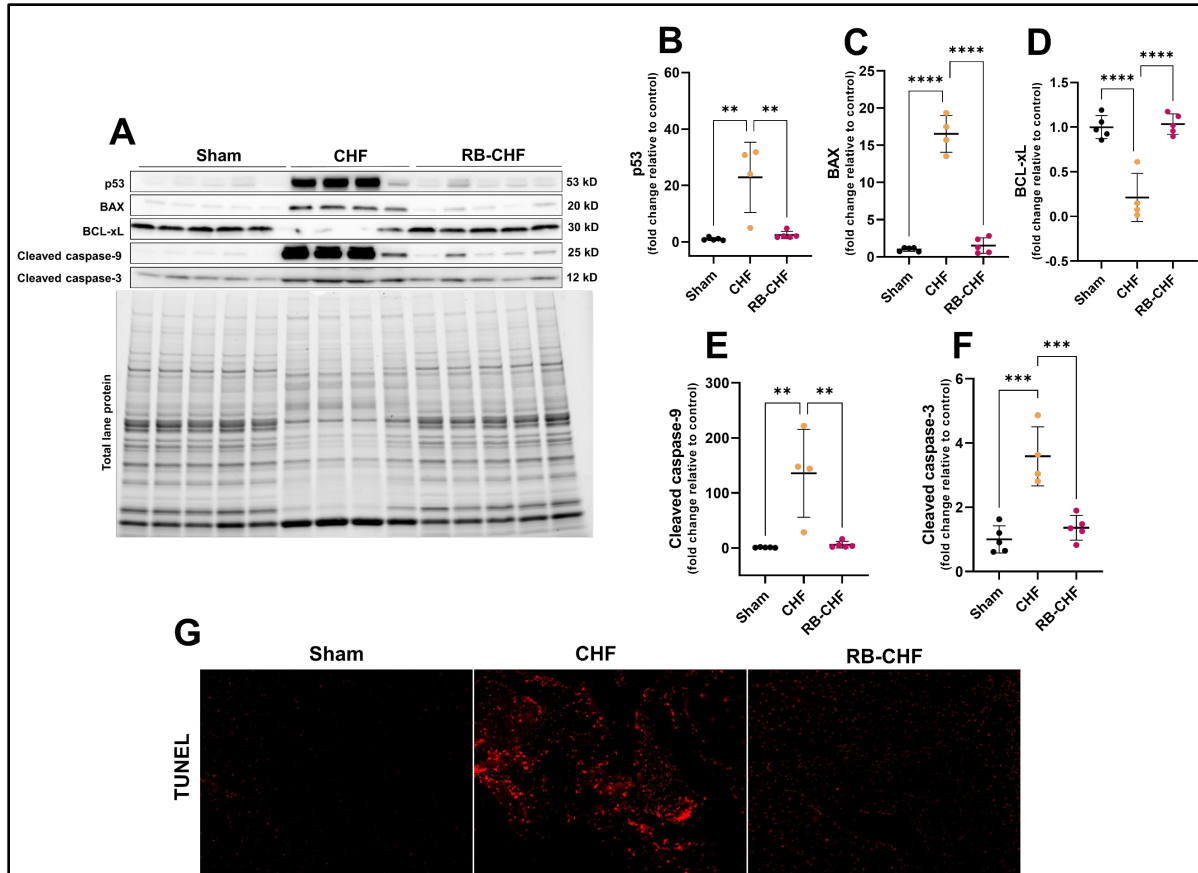 A
Sham CHF RB-CHF
p53 53 kD
BAX 20 kD
BCL-xL 30 kD
Cleaved caspase-9 25 kD
Cleaved caspase-3 12 kD
Total lane protein
B
p53
(fold change relative to control)
60
40
20
0
** **
Sham CHF RB-CHF
C
BAX
(fold change relative to control)
25
20
15
10
5
0
**** ****
Sham CHF RB-CHF
D
BCL-xL
(fold change relative to control)
1.5
1.0
0.5
0.0
-0.5
**** ****
Sham CHF RB-CHF
E
Cleaved caspase-9
(fold change relative to control)
300
200
100
0
** **
Sham CHF RB-CHF
F
Cleaved caspase-3
(fold change relative to control)
6
4
2
0
*** ***
Sham CHF RB-CHF
G
Sham CHF RB-CHF
TUNEL